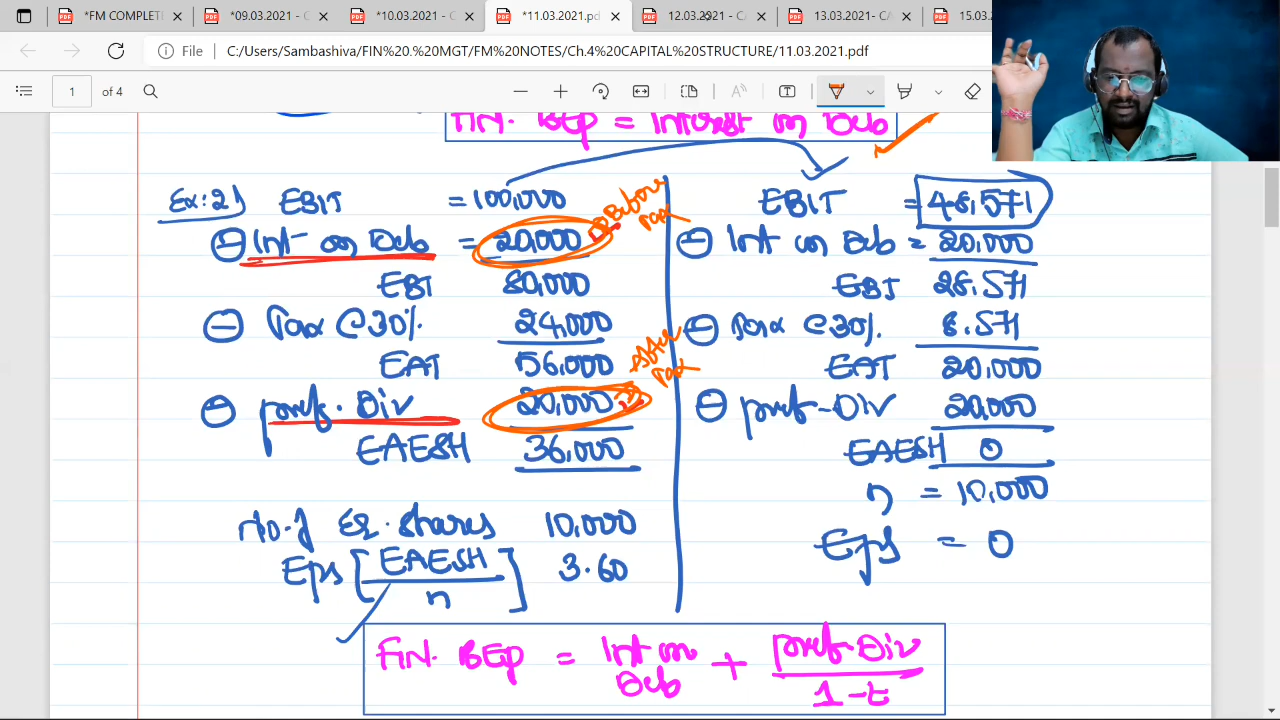 *FM COMPLETE
*09.03.2021 - C
*10.03.2021 - C
*11.03.2021.pd
12.03.2021 - CA
13.03.2021- CA
15.03
File C:/Users/Sambashiva/FIN%20.%20MGT/FM%20NOTES/Ch.4%20CAPITAL%20STRUCTURE/11.03.2021.pdf
1 of 4
FIN. BEP = Interest on Deb
Ex:2) EBIT = 100,000
⊖ Int on Deb = 20,000
Before Tax
EBT 80,000
⊖ Tax @30% 24,000
EAT 56,000
After Tax
⊖ pref. Div 20,000
EAESH 36,000
No. of Eq. shares 10,000
Eps [EAESH / n] 3.60
EBIT = 48,571
⊖ Int on Deb = 20,000
EBT 28,571
⊖ Tax @30% 8,571
EAT 20,000
⊖ pref-Div 20,000
EAESH 0
n = 10,000
Eps = 0
FIN. BEP = Int on Deb + pref.Div / 1-t